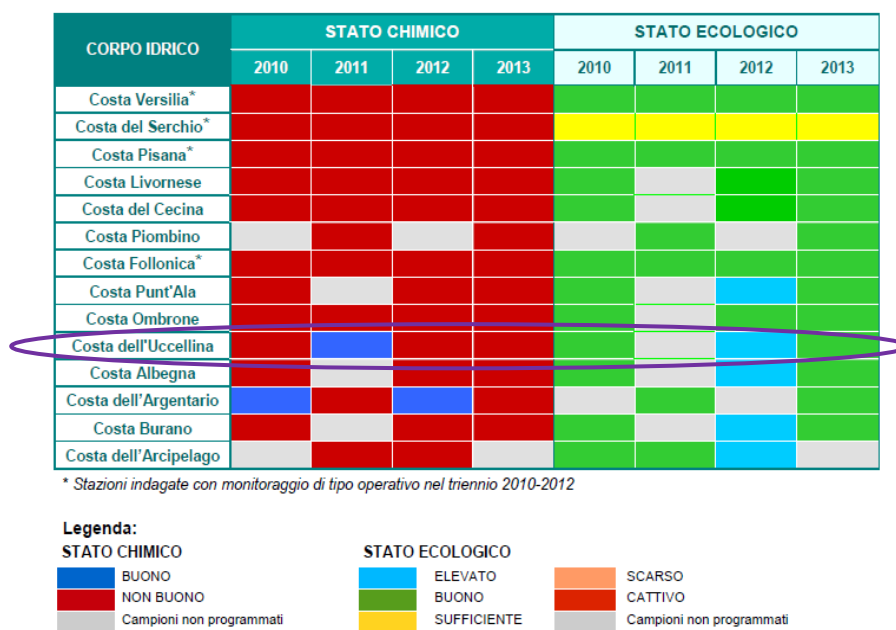 CORPO IDRICO STATO CHIMICO STATO ECOLOGICO
2010 2011 2012 2013 2010 2011 2012 2013
Costa Versilia*
Costa del Serchio*
Costa Pisana*
Costa Livornese
Costa del Cecina
Costa Piombino
Costa Follonica*
Costa Punt'Ala
Costa Ombrone
Costa dell'Uccellina
Costa Albegna
Costa dell'Argentario
Costa Burano
Costa dell'Arcipelago
* Stazioni indagate con monitoraggio di tipo operativo nel triennio 2010-2012
Legenda:
STATO CHIMICO STATO ECOLOGICO
BUONO ELEVATO SCARSO
NON BUONO BUONO CATTIVO
Campioni non programmati SUFFICIENTE Campioni non programmati